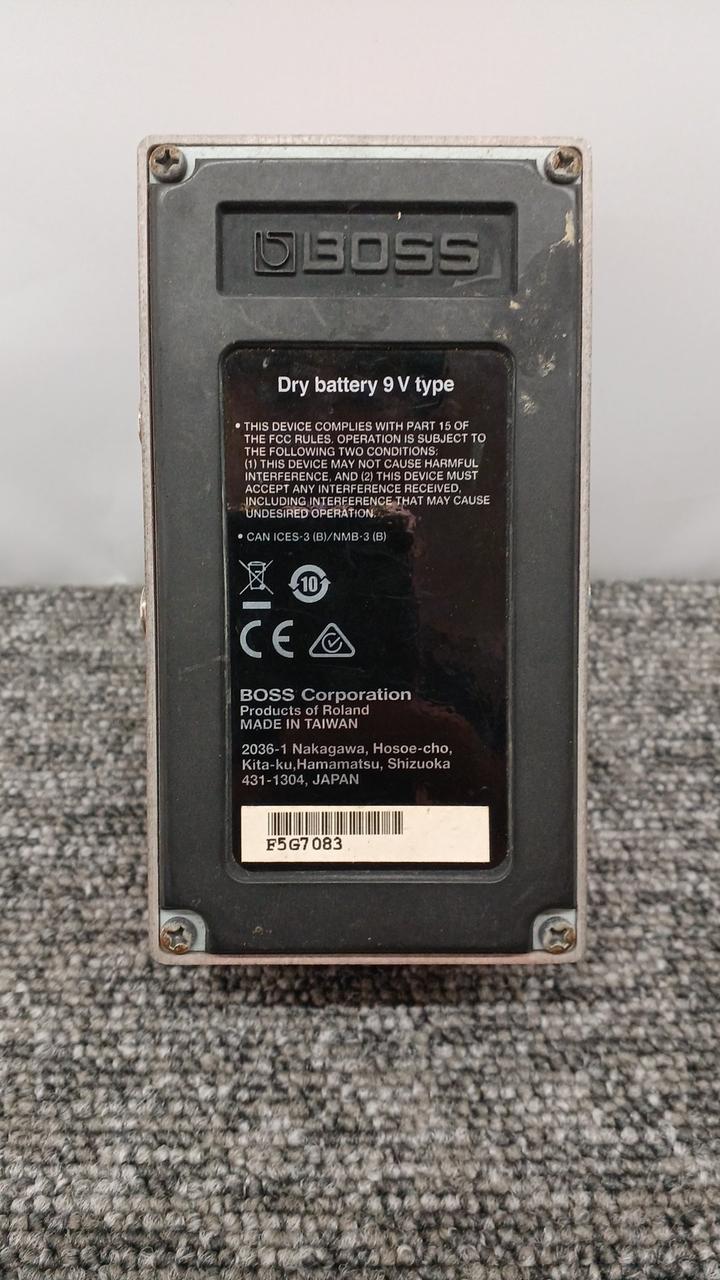 BOSS
Dry battery 9 V type
• THIS DEVICE COMPLIES WITH PART 15 OF
THE FCC RULES. OPERATION IS SUBJECT TO
THE FOLLOWING TWO CONDITIONS:
(1) THIS DEVICE MAY NOT CAUSE HARMFUL
INTERFERENCE, AND (2) THIS DEVICE MUST
ACCEPT ANY INTERFERENCE RECEIVED,
INCLUDING INTERFERENCE THAT MAY CAUSE
UNDESIRED OPERATION.
• CAN ICES-3 (B)/NMB-3 (B)
10
CE
BOSS Corporation
Products of Roland
MADE IN TAIWAN
2036-1 Nakagawa, Hosoe-cho,
Kita-ku,Hamamatsu, Shizuoka
431-1304, JAPAN
F5G7083